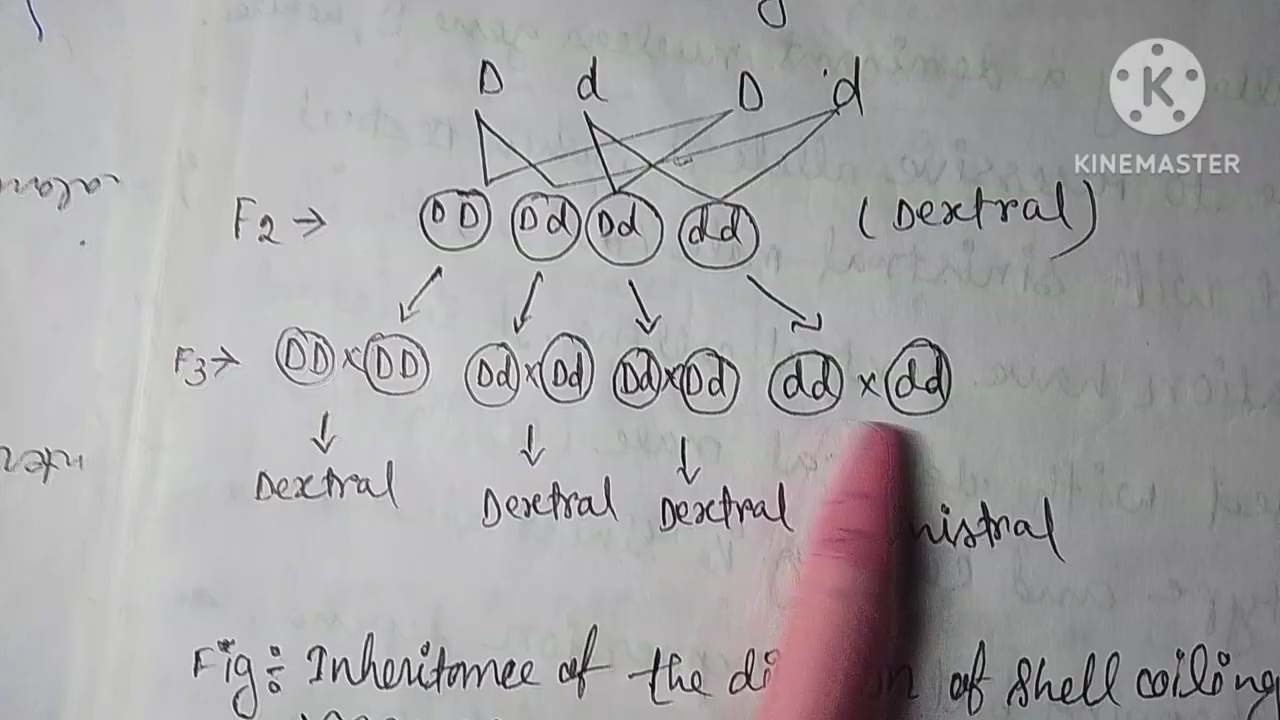 D d D d
K
KINEMASTER
F2 → DD Dd Dd dd (Dextral)
F3 → DD x DD Dd x Dd Dd x Dd dd x dd
Dextral Dextral Dextral nistral
Fig: Inheritance of the di n of shell coiling